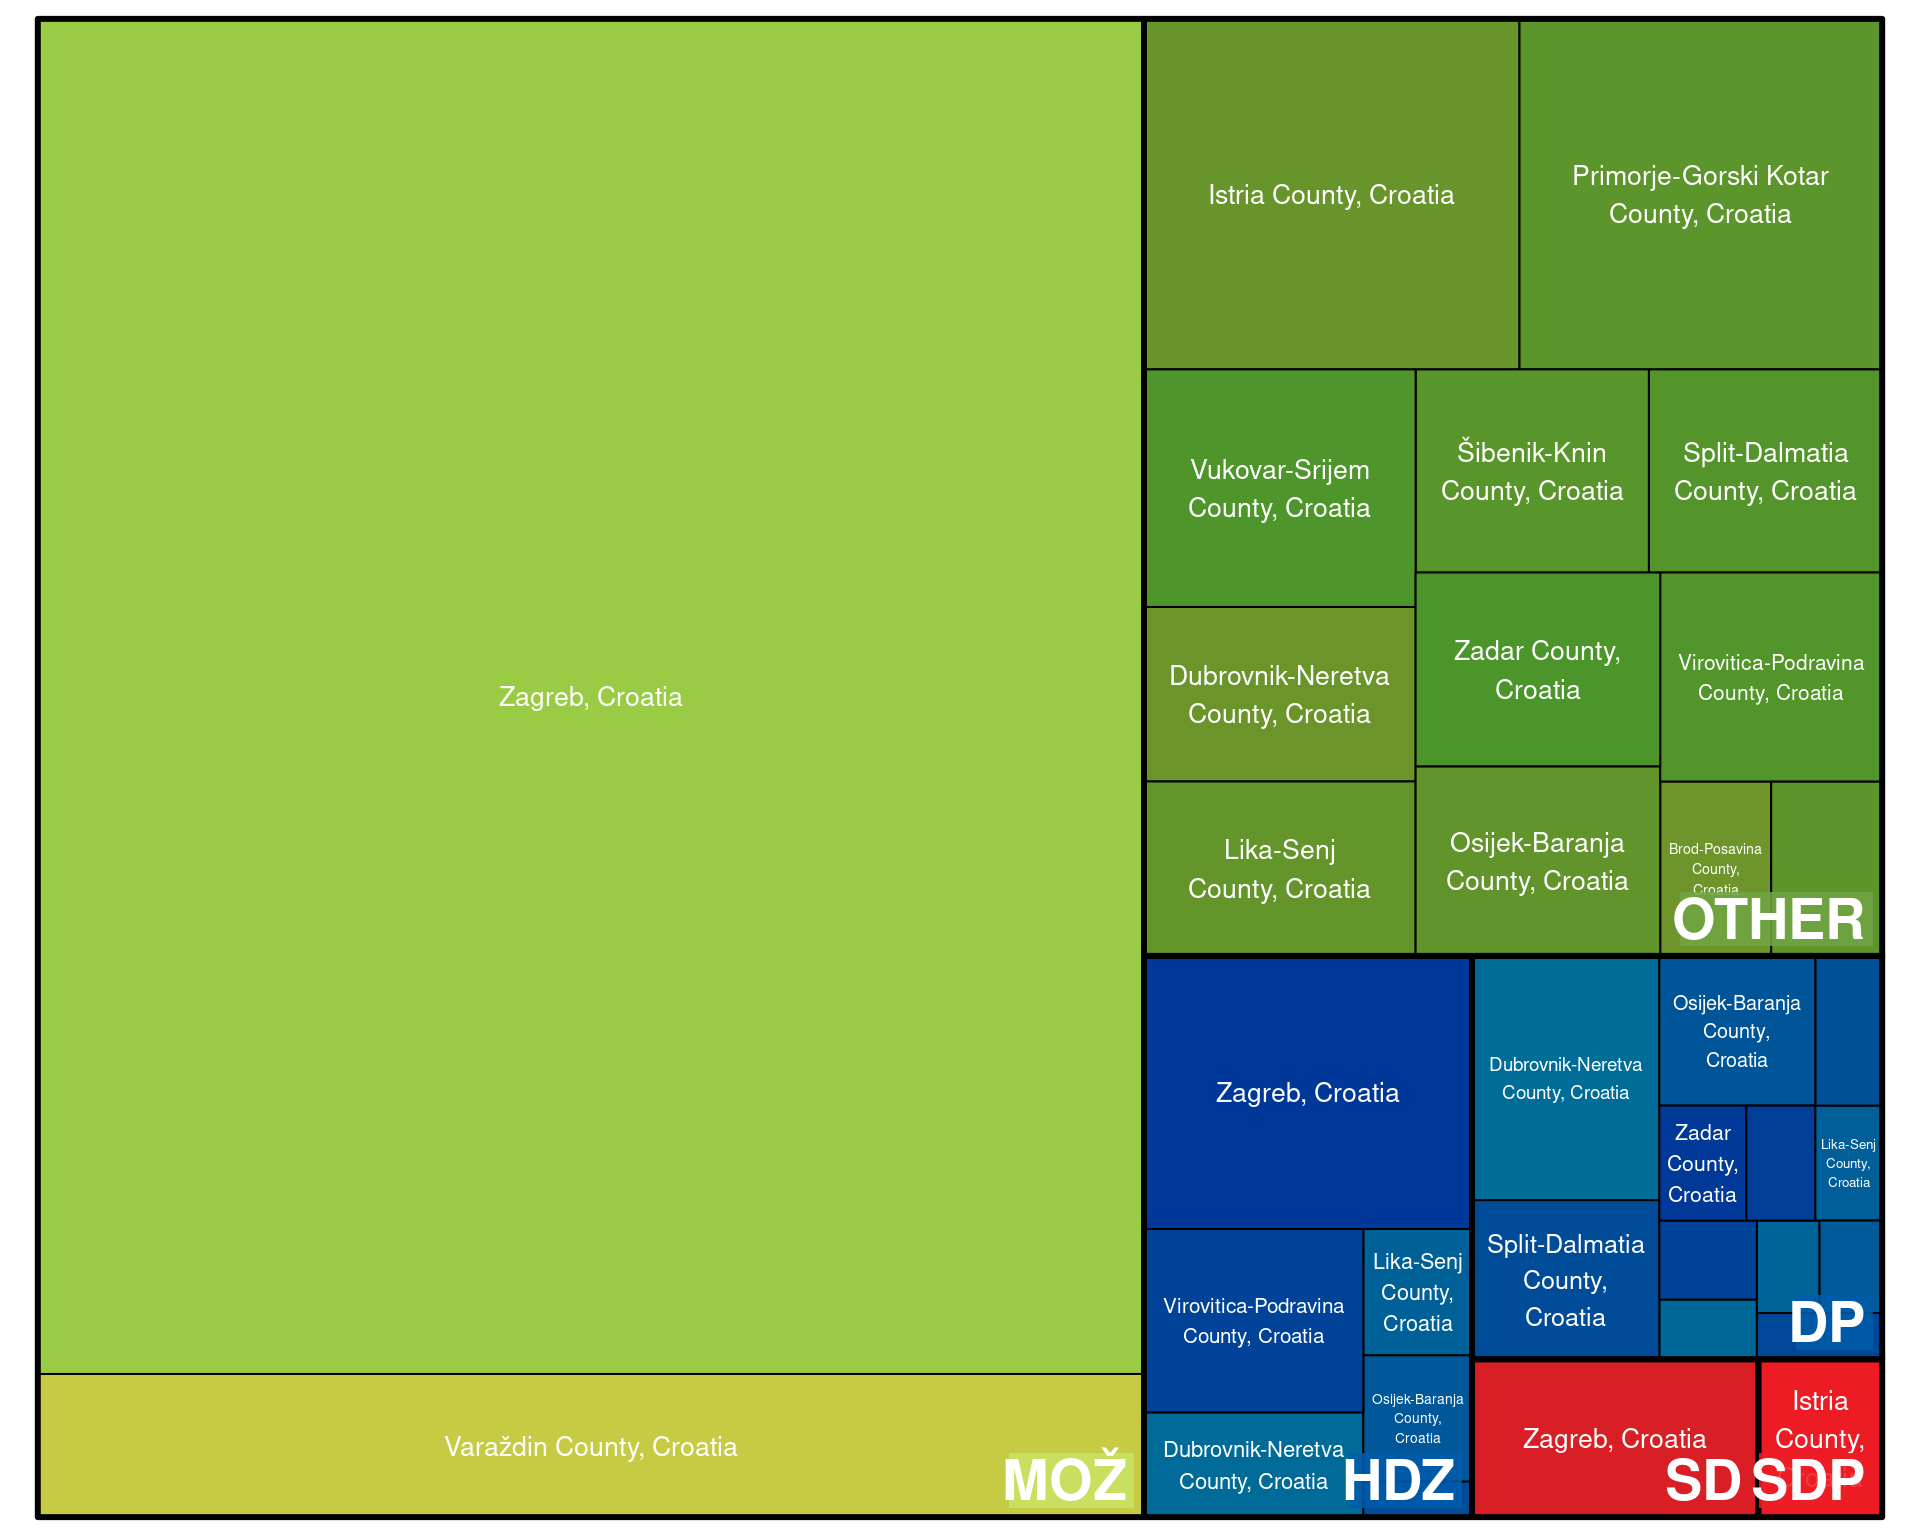 Zagreb, Croatia
Varaždin County, Croatia
MOŽ
Istria County, Croatia
Primorje-Gorski Kotar
County, Croatia
Vukovar-Srijem
County, Croatia
Šibenik-Knin
County, Croatia
Split-Dalmatia
County, Croatia
Dubrovnik-Neretva
County, Croatia
Zadar County,
Croatia
Virovitica-Podravina
County, Croatia
Lika-Senj
County, Croatia
Osijek-Baranja
County, Croatia
Brod-Posavina
County,
Croatia
OTHER
Zagreb, Croatia
Virovitica-Podravina
County, Croatia
Lika-Senj
County,
Croatia
Osijek-Baranja
County,
Croatia
Dubrovnik-Neretva
County, Croatia
HDZ
Dubrovnik-Neretva
County, Croatia
Osijek-Baranja
County,
Croatia
Zadar
County,
Croatia
Lika-Senj
County,
Croatia
Split-Dalmatia
County,
Croatia
DP
Zagreb, Croatia
SD
Istria
County,
SDP